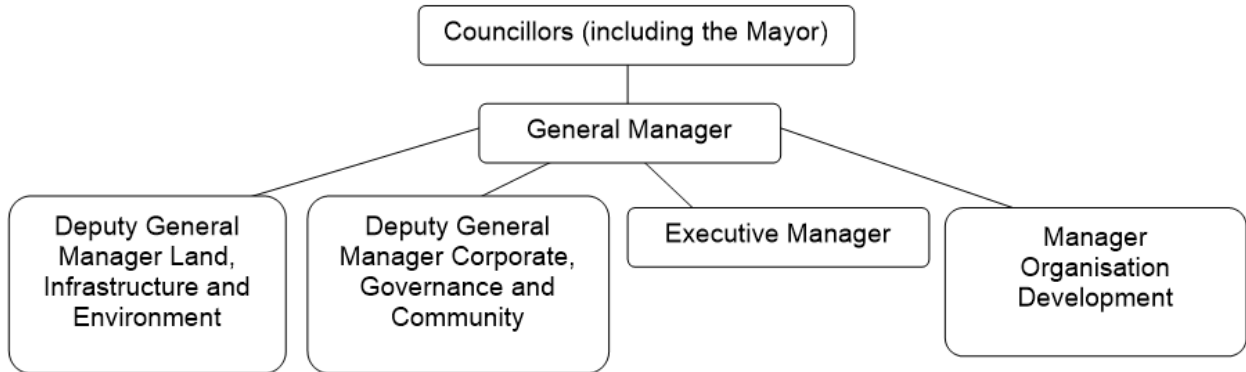 Councillors (including the Mayor)
General Manager
Deputy General
Manager Land,
Infrastructure and
Environment
Deputy General
Manager Corporate,
Governance and
Community
Executive Manager
Manager
Organisation
Development